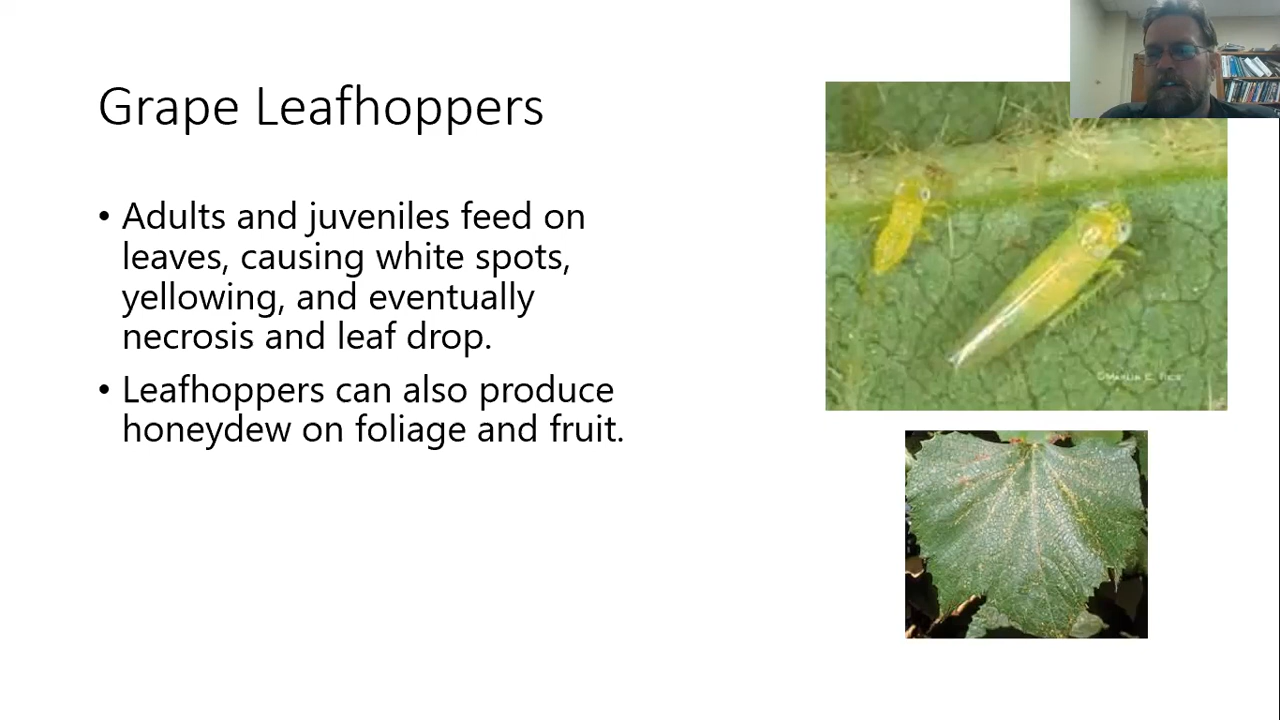 Grape Leafhoppers
• Adults and juveniles feed on
leaves, causing white spots,
yellowing, and eventually
necrosis and leaf drop.
• Leafhoppers can also produce
honeydew on foliage and fruit.